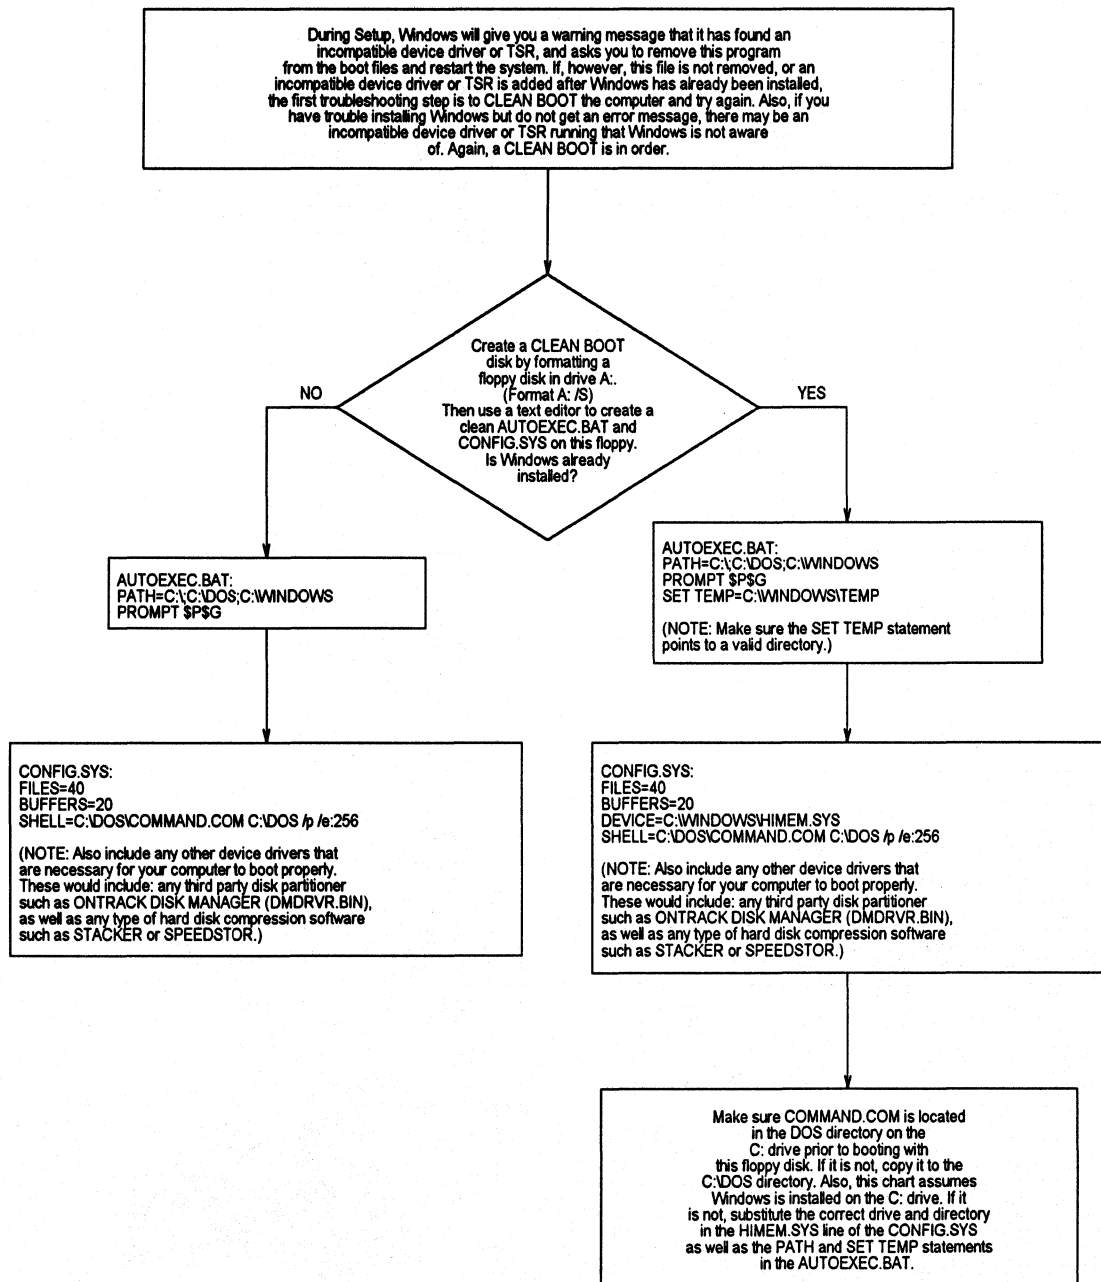 During Setup, Windows will give you a warning message that it has found an
incompatible device driver or TSR, and asks you to remove this program
from the boot files and restart the system. If, however, this file is not removed, or an
incompatible device driver or TSR is added after Windows has already been installed,
the first troubleshooting step is to CLEAN BOOT the computer and try again. Also, if you
have trouble installing Windows but do not get an error message, there may be an
incompatible device driver or TSR running that Windows is not aware
of. Again, a CLEAN BOOT is in order.
Create a CLEAN BOOT
disk by formatting a
floppy disk in drive A:.
(Format A: /S)
Then use a text editor to create a
clean AUTOEXEC.BAT and
CONFIG.SYS on this floppy.
Is Windows already
installed?
NO
YES
AUTOEXEC.BAT:
PATH=C:\;C:\DOS;C:\WINDOWS
PROMPT $P$G
AUTOEXEC.BAT:
PATH=C:\;C:\DOS;C:\WINDOWS
PROMPT $P$G
SET TEMP=C:\WINDOWS\TEMP
(NOTE: Make sure the SET TEMP statement
points to a valid directory.)
CONFIG.SYS:
FILES=40
BUFFERS=20
SHELL=C:\DOS\COMMAND.COM C:\DOS /p /e:256
(NOTE: Also include any other device drivers that
are necessary for your computer to boot properly.
These would include: any third party disk partitioner
such as ONTRACK DISK MANAGER (DMDRVR.BIN),
as well as any type of hard disk compression software
such as STACKER or SPEEDSTOR.)
CONFIG.SYS:
FILES=40
BUFFERS=20
DEVICE=C:\WINDOWS\HIMEM.SYS
SHELL=C:\DOS\COMMAND.COM C:\DOS /p /e:256
(NOTE: Also include any other device drivers that
are necessary for your computer to boot properly.
These would include: any third party disk partitioner
such as ONTRACK DISK MANAGER (DMDRVR.BIN),
as well as any type of hard disk compression software
such as STACKER or SPEEDSTOR.)
Make sure COMMAND.COM is located
in the DOS directory on the
C: drive prior to booting with
this floppy disk. If it is not, copy it to the
C:\DOS directory. Also, this chart assumes
Windows is installed on the C: drive. If it
is not, substitute the correct drive and directory
in the HIMEM.SYS line of the CONFIG.SYS
as well as the PATH and SET TEMP statements
in the AUTOEXEC.BAT.